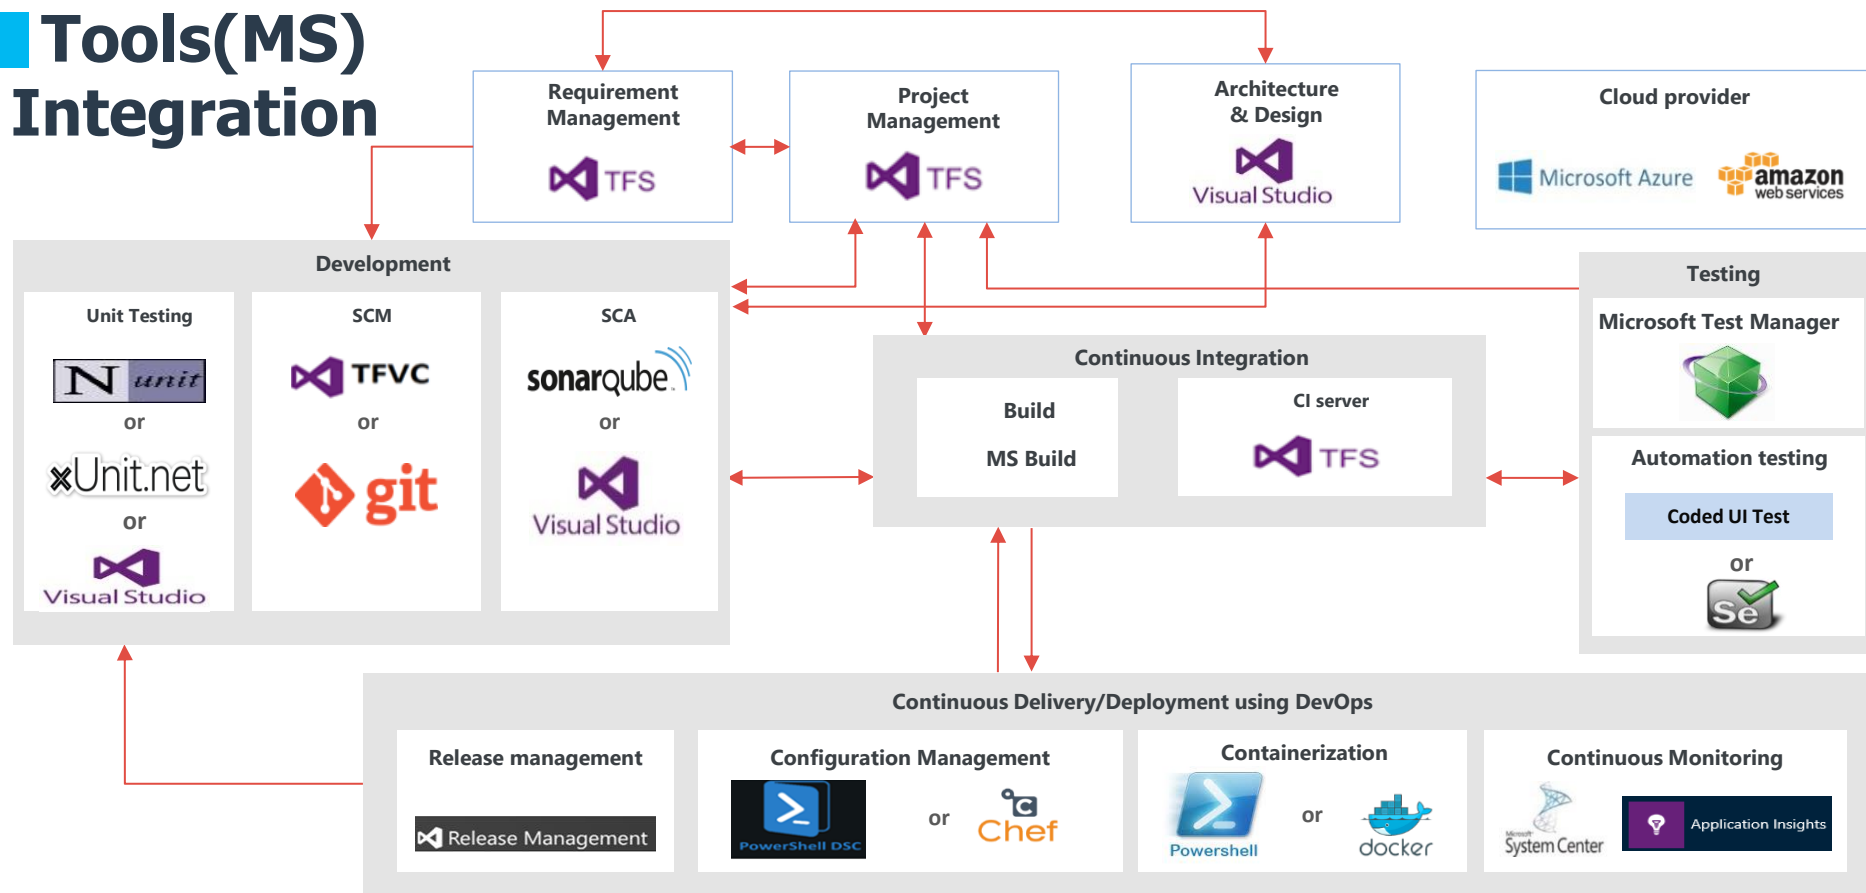 Tools(MS)
Integration
Requirement
Management
TFS
Project
Management
TFS
Architecture
& Design
Visual Studio
Cloud provider
Microsoft Azure
amazon
web services
Development
Unit Testing
Nunit
or
xUnit.net
or
Visual Studio
SCM
TFVC
or
git
SCA
sonarqube
or
Visual Studio
Continuous Integration
Build
MS Build
CI server
TFS
Testing
Microsoft Test Manager
Automation testing
Coded UI Test
or
Se
Continuous Delivery/Deployment using DevOps
Release management
Release Management
Configuration Management
PowerShell DSC
or
Chef
Containerization
Powershell
or
docker
Continuous Monitoring
Microsoft
System Center
Application Insights